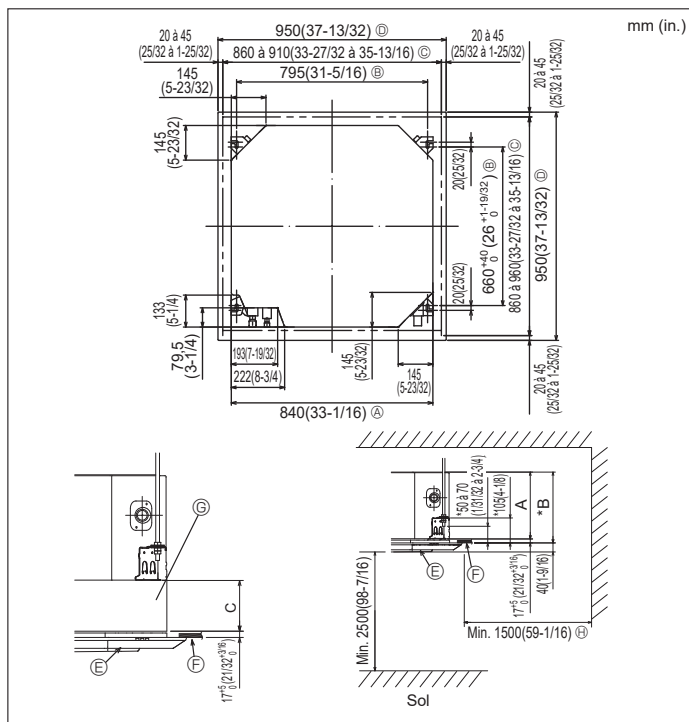 mm (in.)
20 à 45
(25/32 à 1-25/32)
950(37-13/32) Ⓓ
20 à 45
(25/32 à 1-25/32)
860 à 910(33-27/32 à 35-13/16) Ⓒ
795(31-5/16) Ⓑ
145
(5-23/32)
20 à 45
(25/32 à 1-25/32)
145
(5-23/32)
20(25/32)
660 +40 0 (26 +1-19/32 0) Ⓑ
860 à 960(33-27/32 à 35-13/16) Ⓒ
950(37-13/32) Ⓓ
20(25/32)
133
(5-1/4)
79,5
(3-1/4)
193(7-19/32)
222(8-3/4)
145
(5-23/32)
145
(5-23/32)
20 à 45
(25/32 à 1-25/32)
840(33-1/16) Ⓐ
Ⓖ
C
Ⓔ
Ⓕ
17 +5 0 (21/32 +3/16 0)
*50 à 70
(1/31/32 à 2-3/4)
*105(4-1/8)
A
*B
Ⓔ
Ⓕ
17 +5 0 (21/32 +3/16 0)
40(1-9/16)
Min. 2500(98-7/16)
Min. 1500(59-1/16) Ⓗ
Sol